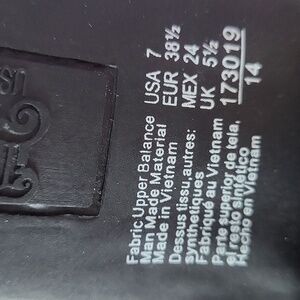 USA 7
EUR 38½
MEX 24
UK 5½
173019
14
Fabric Upper Balance
Man Made Material
Made in Vietnam
Dessus tissu, autres:
synthetiques
Fabriqué au Vietnam
Parte superior de tela,
el resto sintético
Hecho en Vietnam